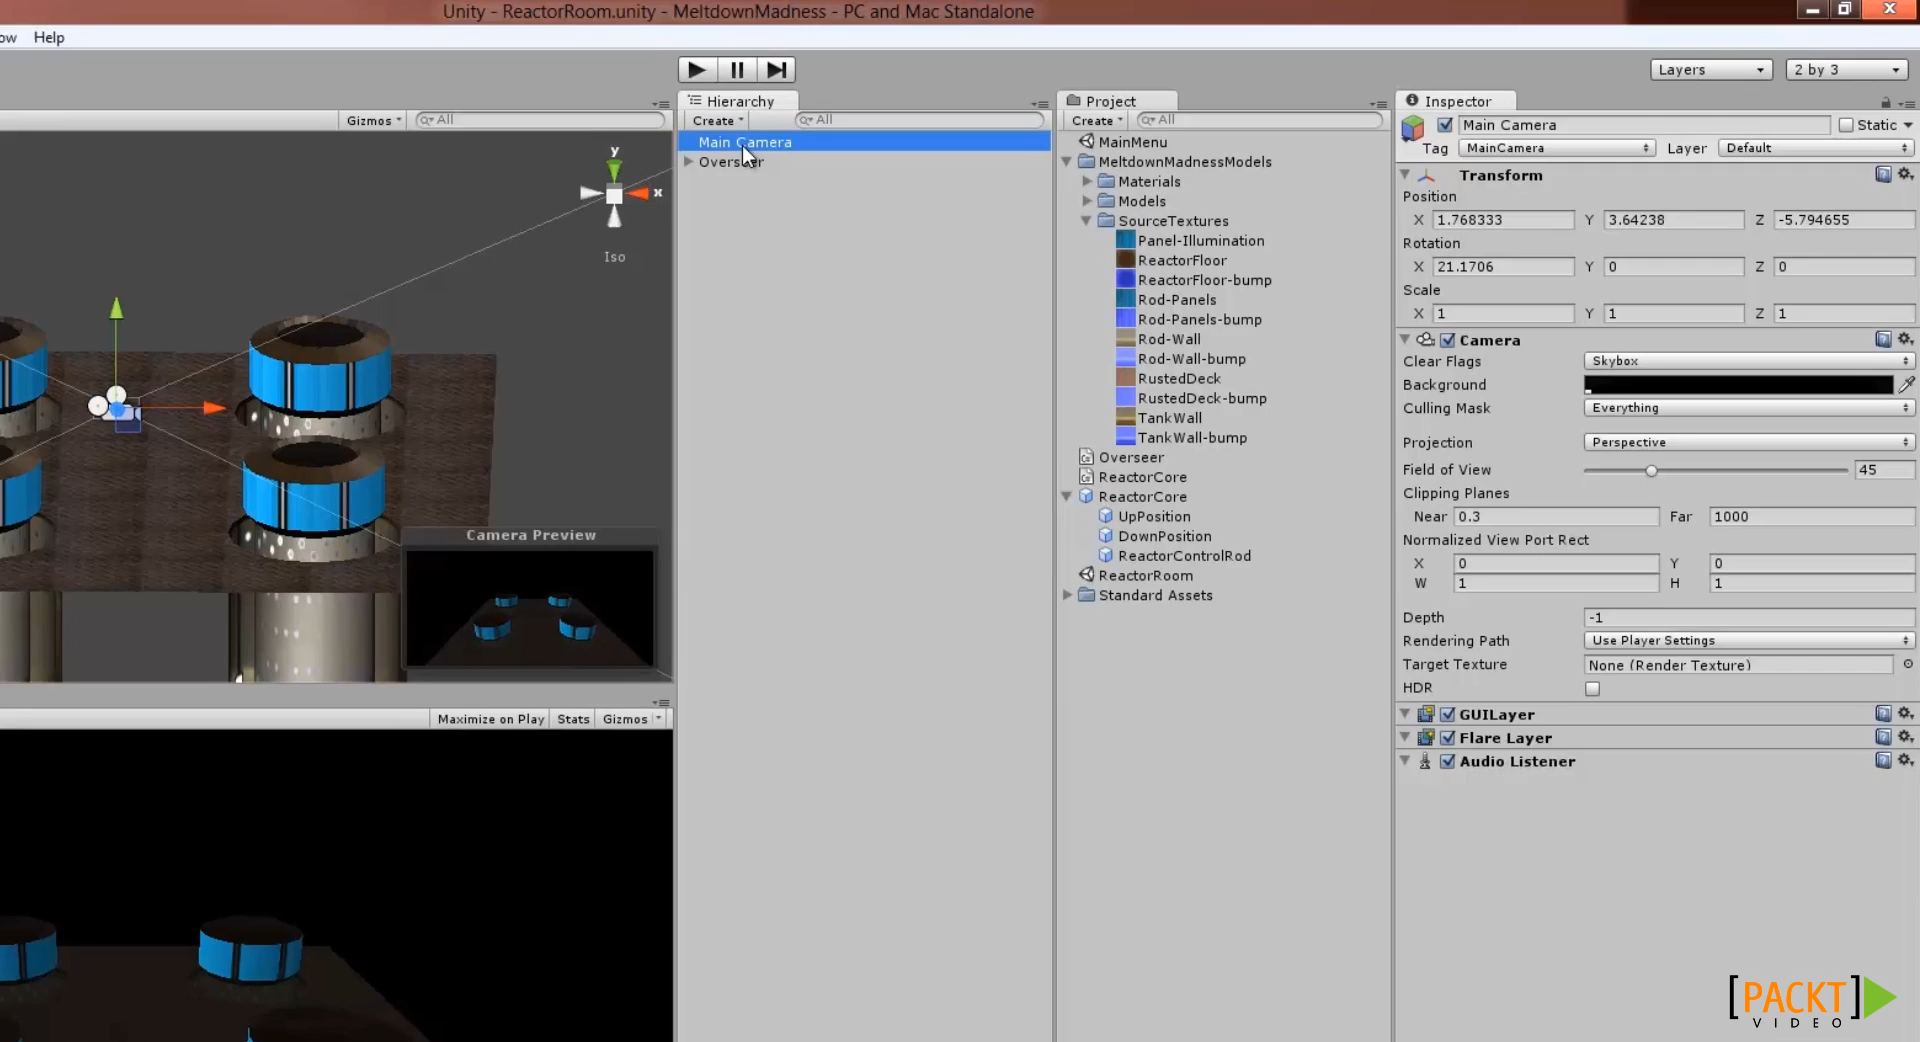 Unity - ReactorRoom.unity - MeltdownMadness - PC and Mac Standalone
ow Help
Layers
2 by 3
Gizmos
All
Iso
y
x
Camera Preview
Maximize on Play Stats Gizmos
Hierarchy
Create
All
Main Camera
Overseer
Project
Create
All
MainMenu
MeltdownMadnessModels
Materials
Models
SourceTextures
Panel-Illumination
ReactorFloor
ReactorFloor-bump
Rod-Panels
Rod-Panels-bump
Rod-Wall
Rod-Wall-bump
RustedDeck
RustedDeck-bump
TankWall
TankWall-bump
Overseer
ReactorCore
ReactorCore
UpPosition
DownPosition
ReactorControlRod
ReactorRoom
Standard Assets
Inspector
Main Camera Static
Tag MainCamera Layer Default
Transform
Position
X 1.768333 Y 3.64238 Z -5.794655
Rotation
X 21.1706 Y 0 Z 0
Scale
X 1 Y 1 Z 1
Camera
Clear Flags Skybox
Background
Culling Mask Everything
Projection Perspective
Field of View 45
Clipping Planes
Near 0.3 Far 1000
Normalized View Port Rect
X 0 Y 0
W 1 H 1
Depth -1
Rendering Path Use Player Settings
Target Texture None (Render Texture)
HDR
GUILayer
Flare Layer
Audio Listener
[PACKT]
VIDEO